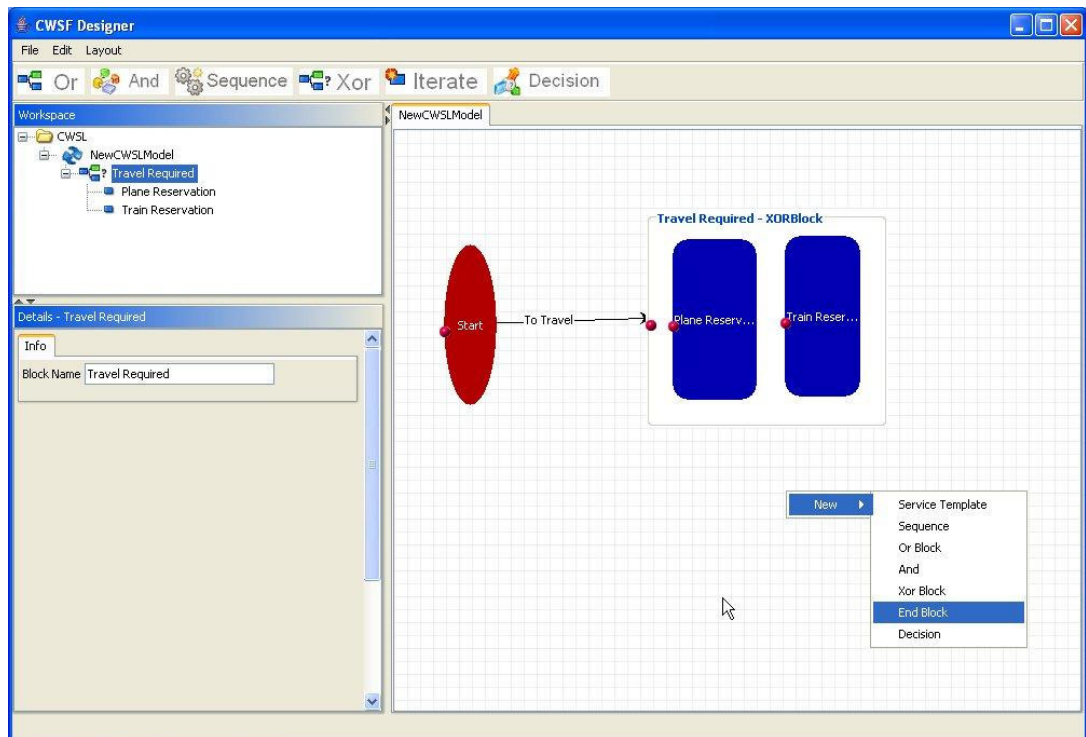 CWSF Designer
File Edit Layout
Or And Sequence ? Xor Iterate Decision
Workspace
CWSL
NewCWSLModel
? Travel Required
Plane Reservation
Train Reservation
Details - Travel Required
Info
Block Name Travel Required
NewCWSLModel
Travel Required - XORBlock
Start
To Travel
Plane Reserv...
Train Reser...
New
Service Template
Sequence
Or Block
And
Xor Block
End Block
Decision